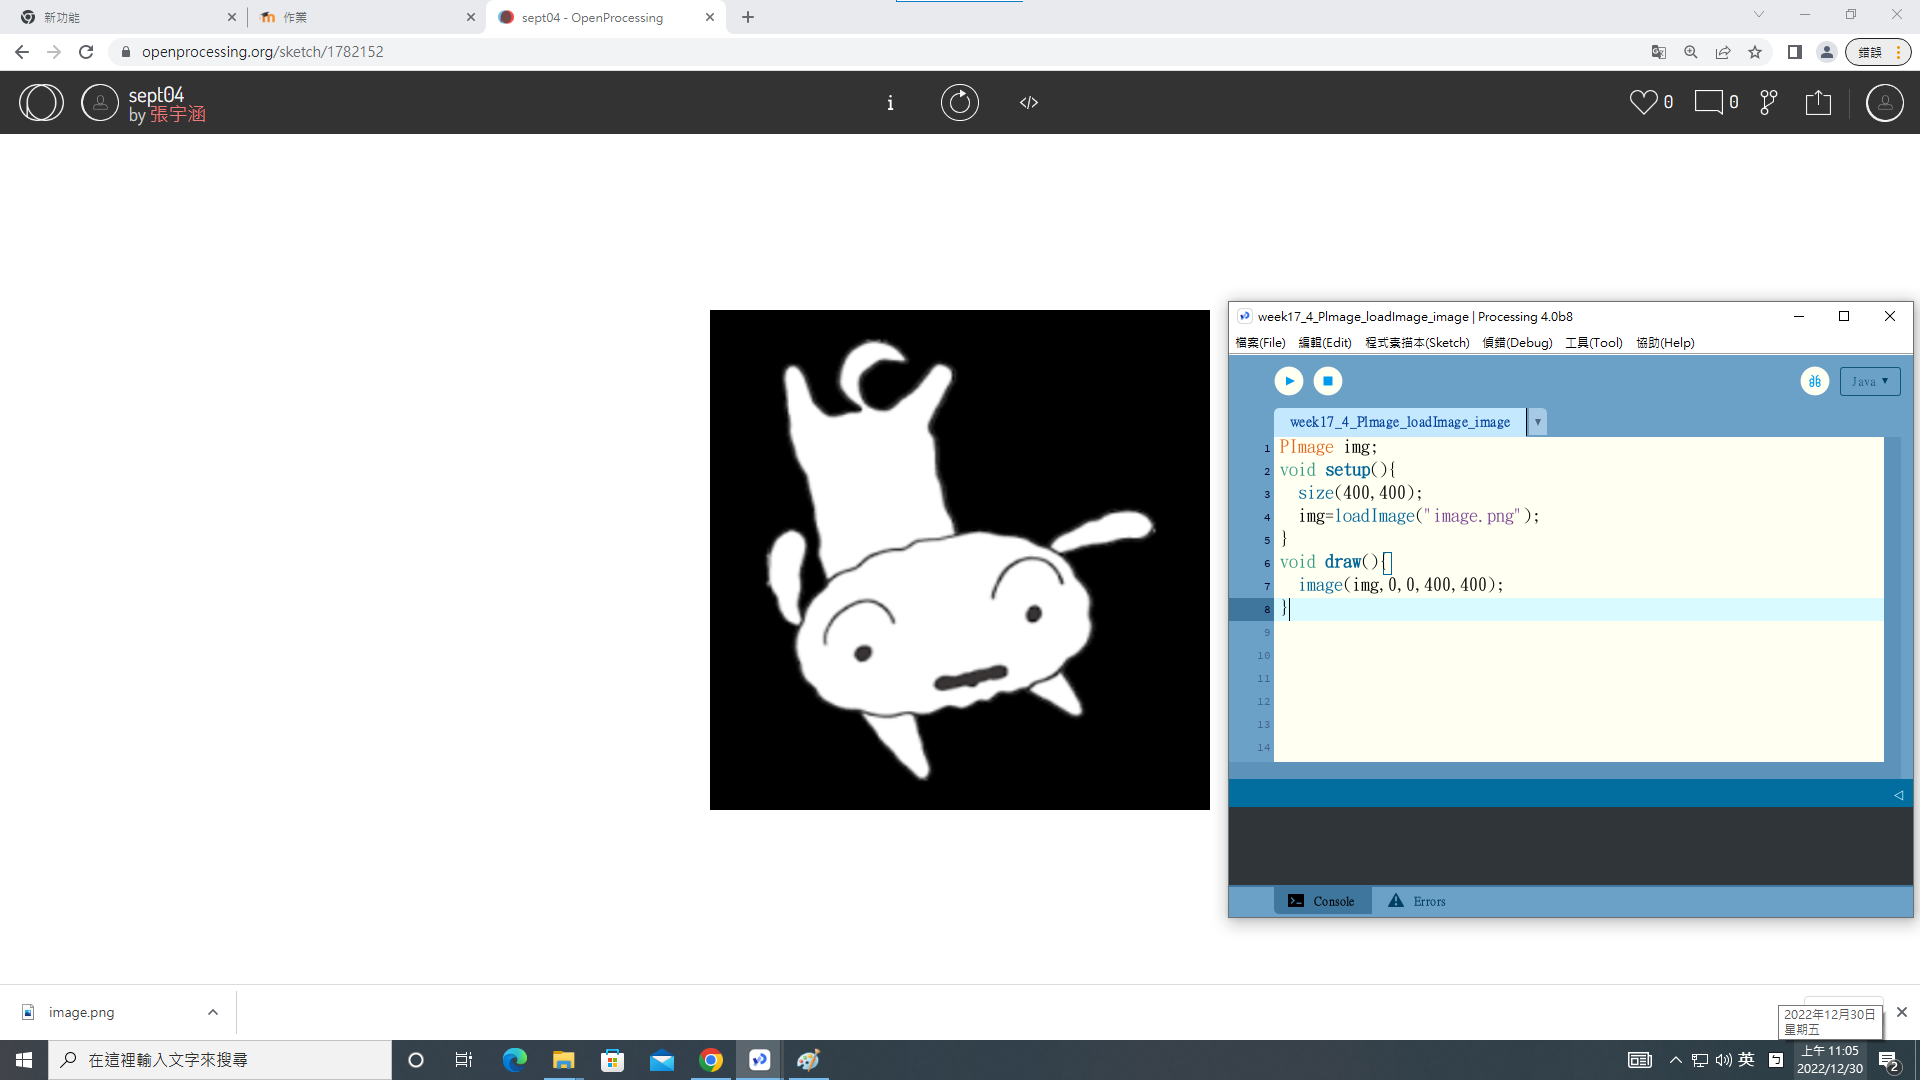 新功能
作業
sept04 - OpenProcessing
openprocessing.org/sketch/1782152
錯誤
sept04
by 張宇涵
i
</>
0
0
week17_4_PImage_loadImage_image | Processing 4.0b8
檔案(File) 編輯(Edit) 程式素描本(Sketch) 偵錯(Debug) 工具(Tool) 協助(Help)
Java
week17_4_PImage_loadImage_image
1 PImage img;
2 void setup(){
3 size(400,400);
4 img=loadImage("image.png");
5 }
6 void draw(){
7 image(img,0,0,400,400);
8 }
9
10
11
12
13
14
Console
Errors
image.png
2022年12月30日
星期五
在這裡輸入文字來搜尋
英
ㄅ
上午 11:05
2022/12/30
2